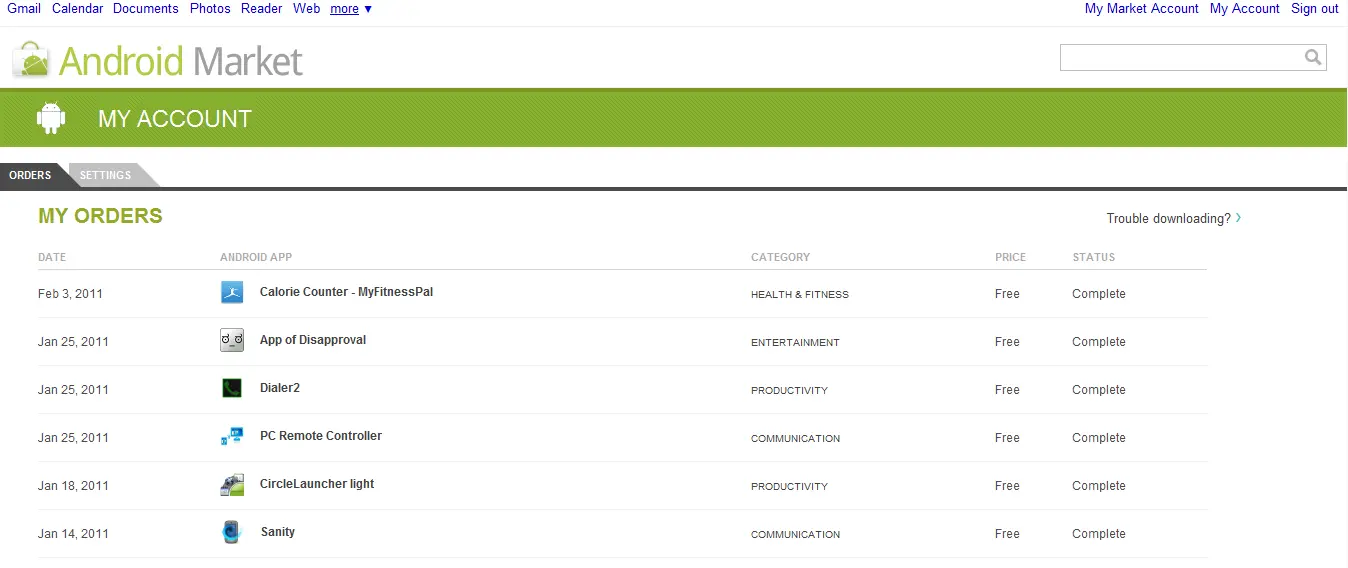 Gmail Calendar Documents Photos Reader Web more ▼ My Market Account My Account Sign out
Android Market
MY ACCOUNT
ORDERS SETTINGS
MY ORDERS Trouble downloading? >
DATE ANDROID APP CATEGORY PRICE STATUS
Feb 3, 2011 Calorie Counter - MyFitnessPal HEALTH & FITNESS Free Complete
Jan 25, 2011 App of Disapproval ENTERTAINMENT Free Complete
Jan 25, 2011 Dialer2 PRODUCTIVITY Free Complete
Jan 25, 2011 PC Remote Controller COMMUNICATION Free Complete
Jan 18, 2011 CircleLauncher light PRODUCTIVITY Free Complete
Jan 14, 2011 Sanity COMMUNICATION Free Complete